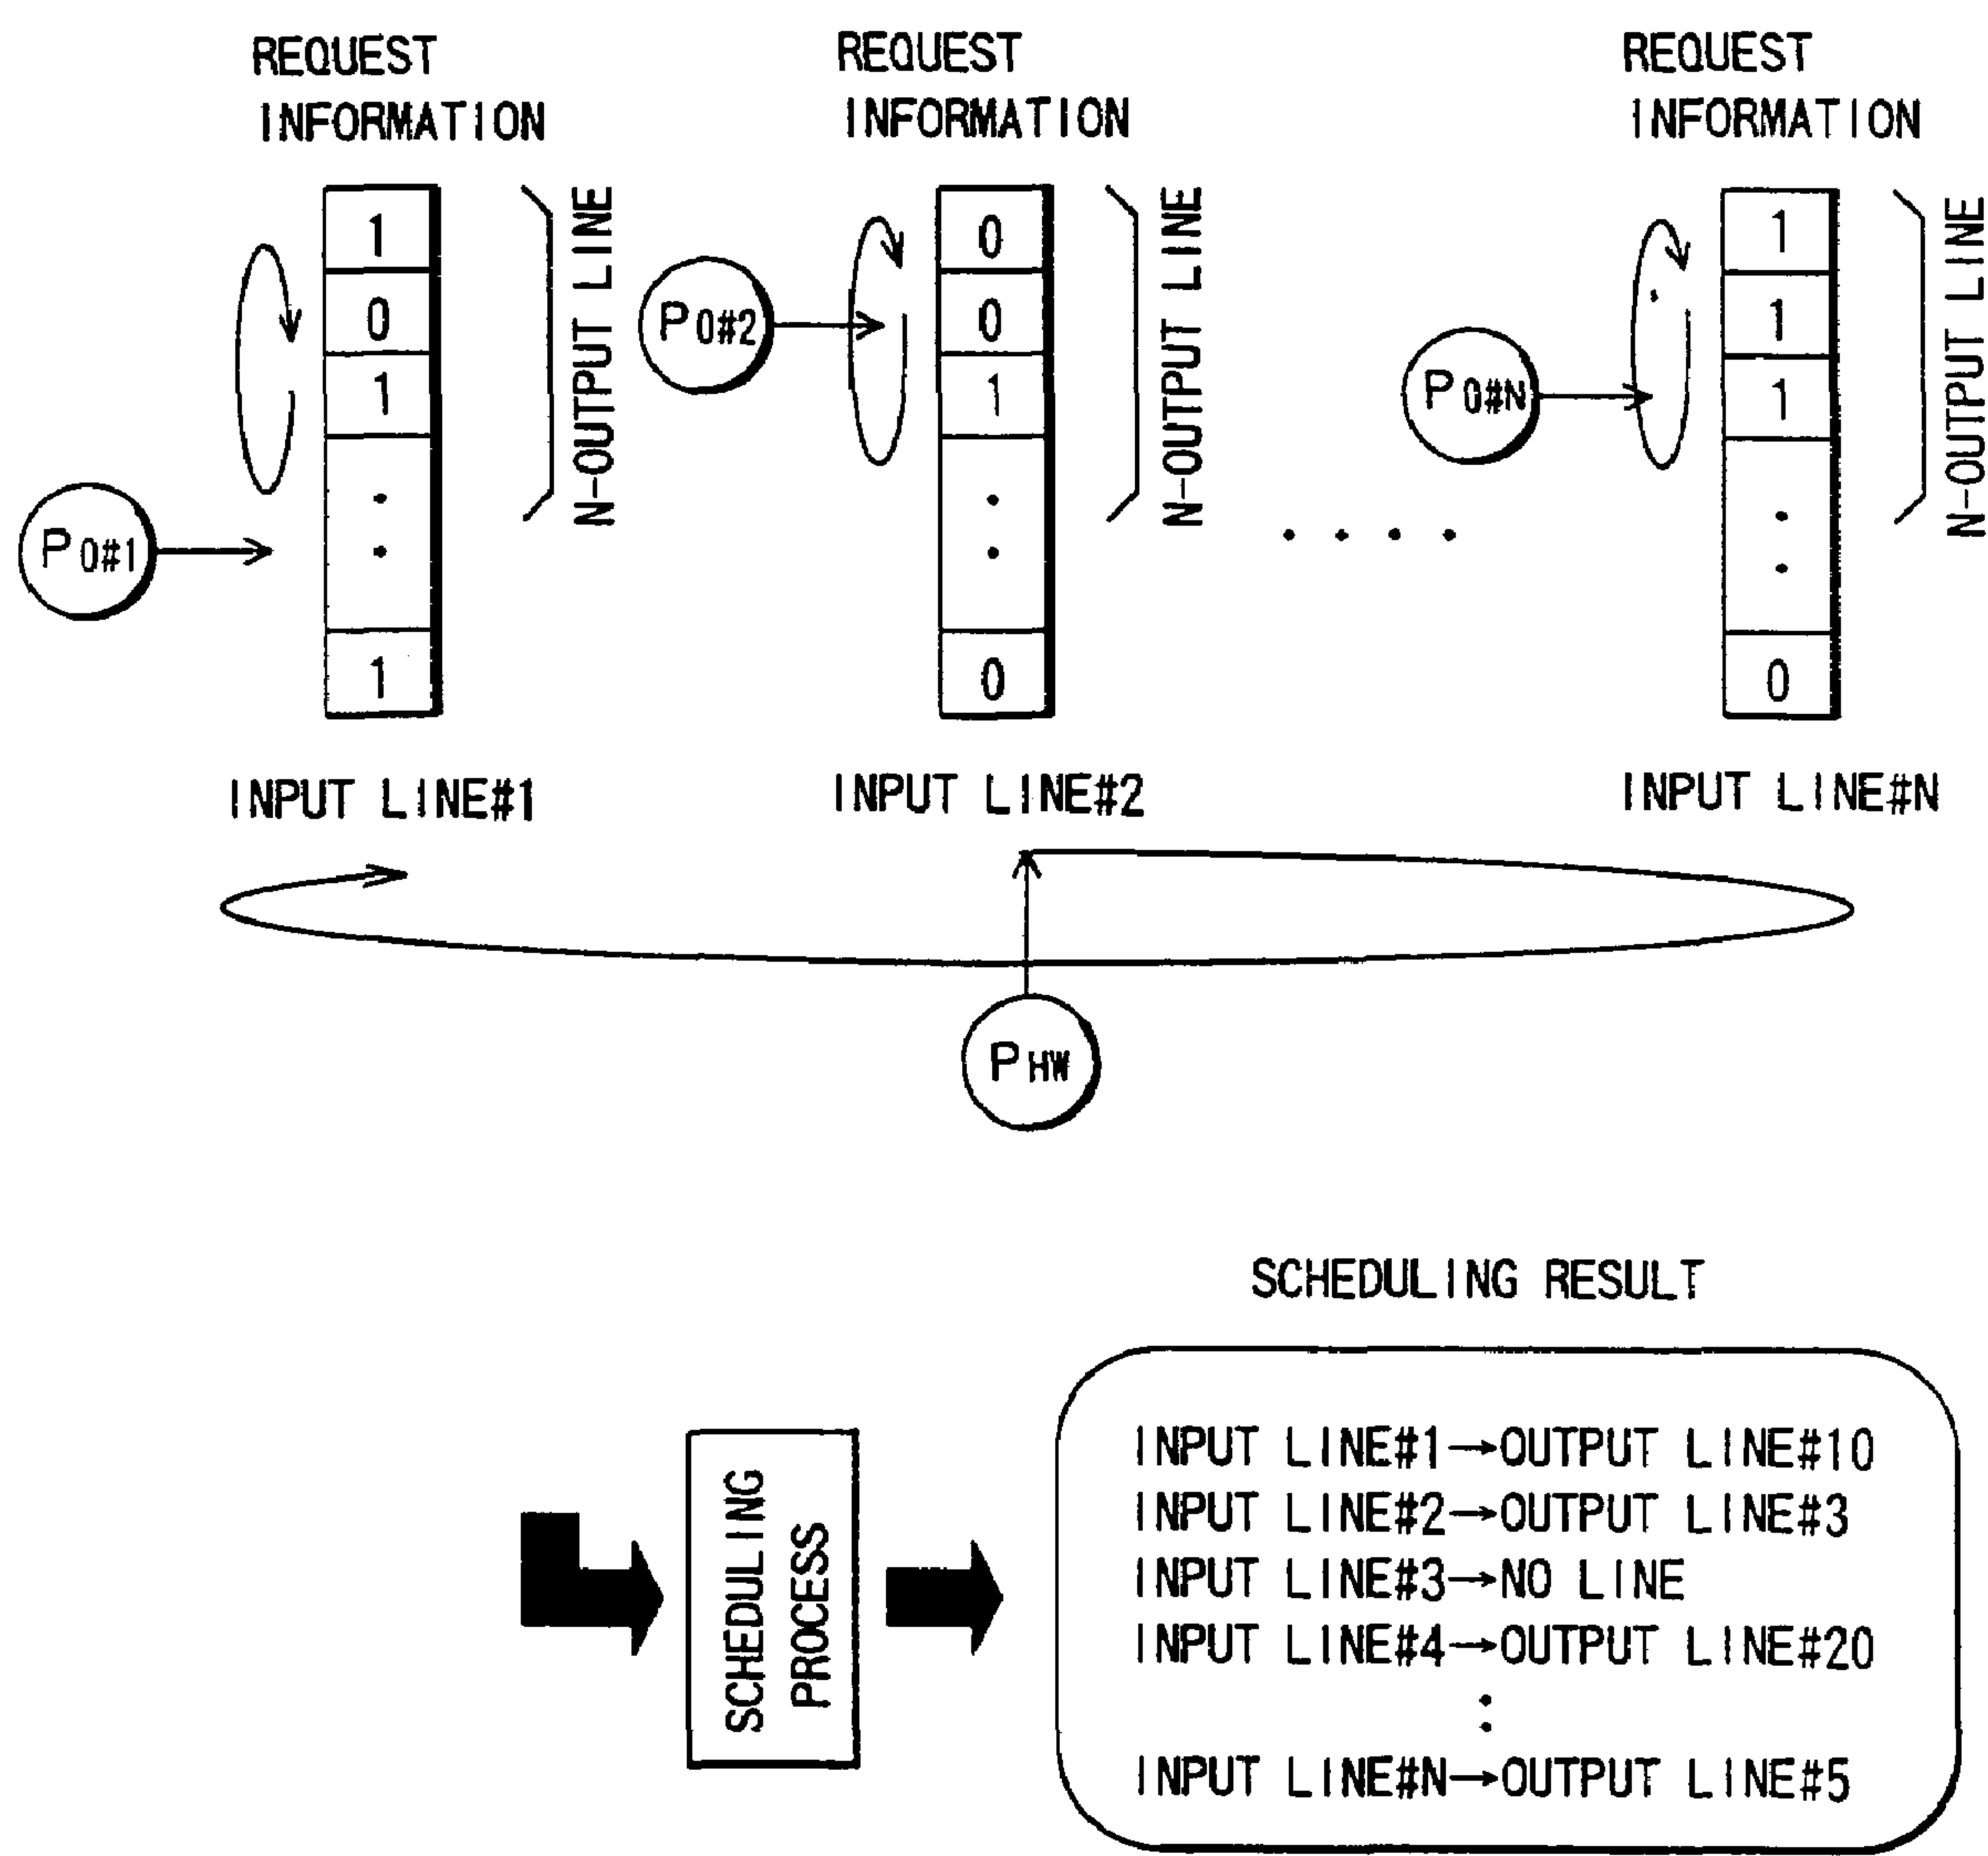 REQUEST
INFORMATION
REQUEST
INFORMATION
REQUEST
INFORMATION
1
0
1
:
1
N-OUTPUT LINE
P0#1
0
0
1
:
0
N-OUTPUT LINE
P0#2
. . . .
1
1
1
:
0
N-OUTPUT LINE
P0#N
INPUT LINE#1
INPUT LINE#2
INPUT LINE#N
PHW
SCHEDULING
PROCESS
SCHEDULING RESULT
INPUT LINE#1→OUTPUT LINE#10
INPUT LINE#2→OUTPUT LINE#3
INPUT LINE#3→NO LINE
INPUT LINE#4→OUTPUT LINE#20
:
INPUT LINE#N→OUTPUT LINE#5